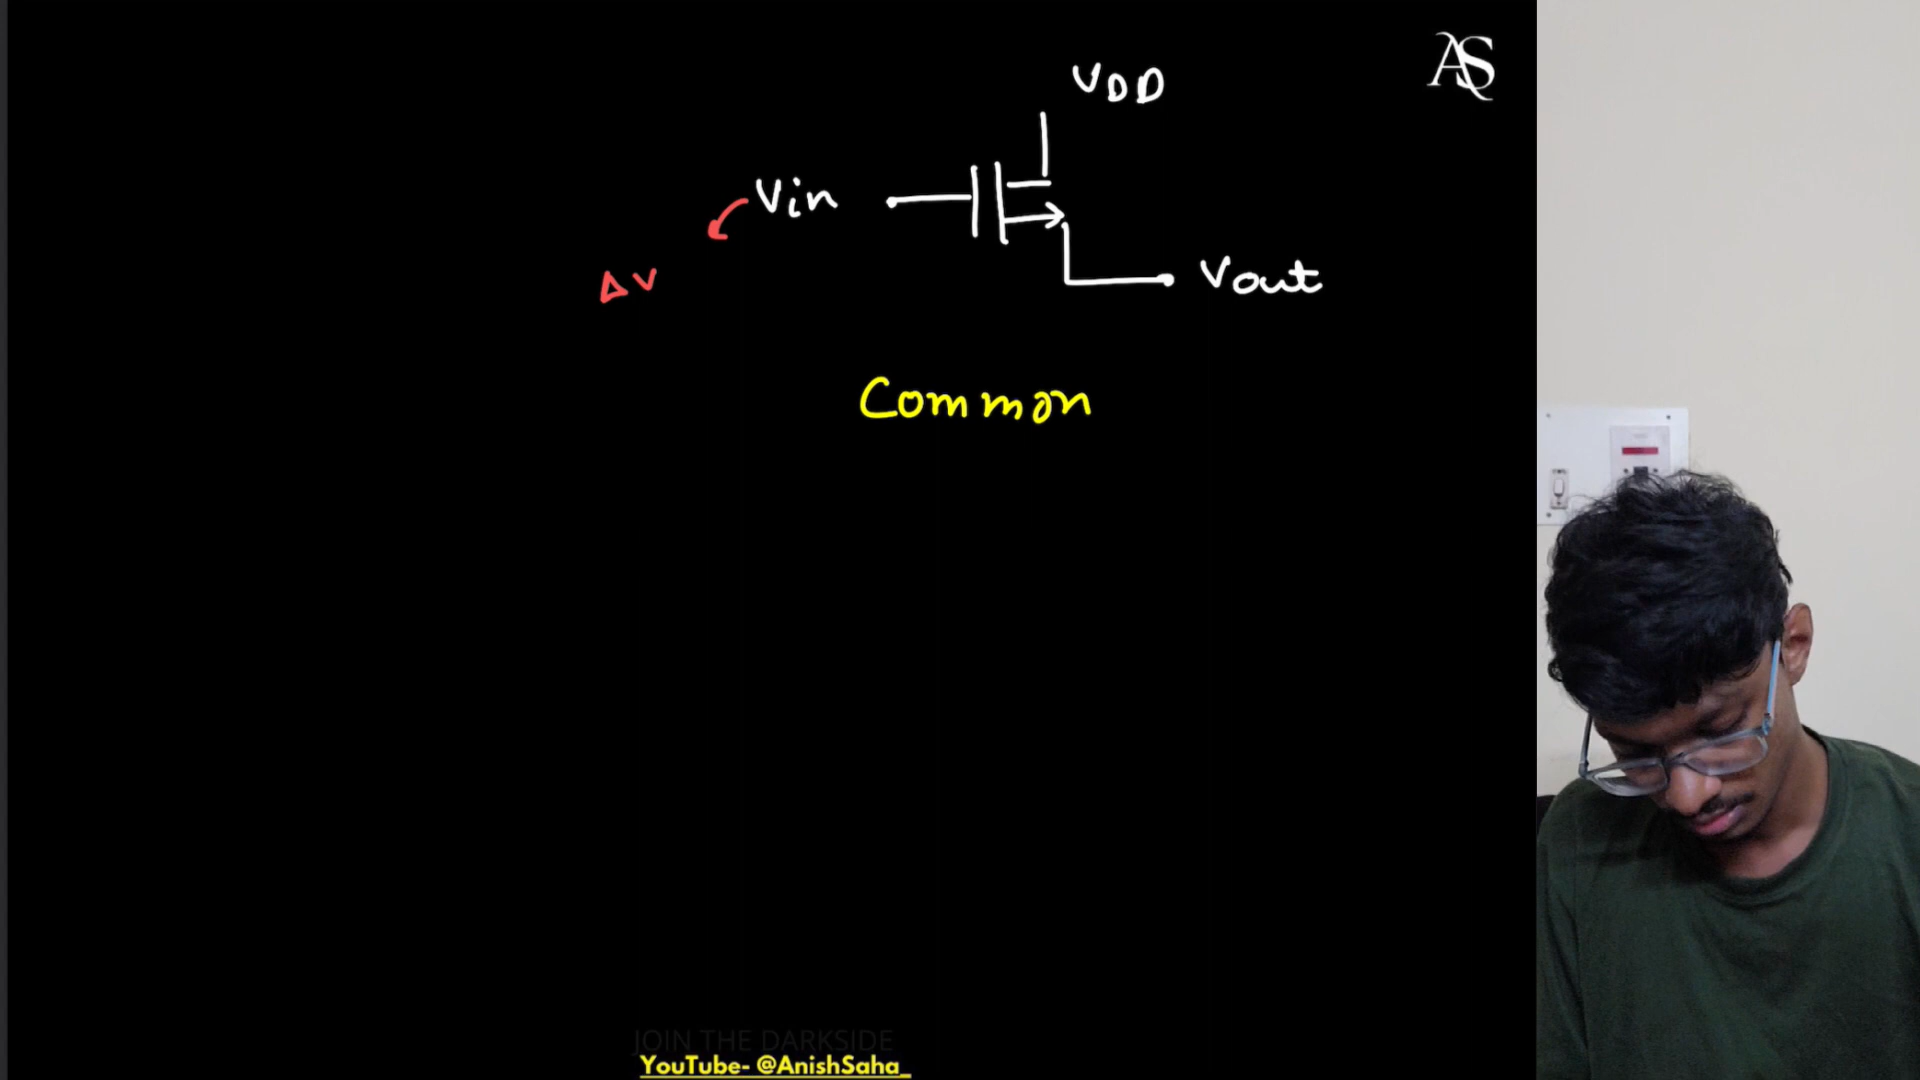 AS
VDD
Vin
ΔV
Vout
Common
JOIN THE DARKSIDE
YouTube- @AnishSaha_